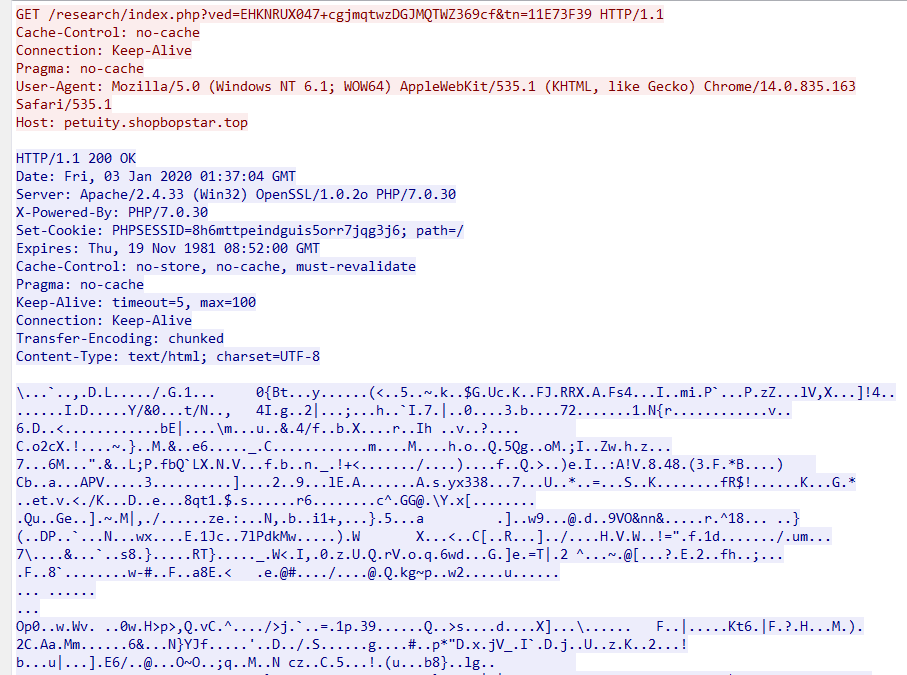 GET /research/index.php?ved=EHKNRUX047+cgjmqtwzDGJMQTWZ369cf&tn=11E73F39 HTTP/1.1
Cache-Control: no-cache
Connection: Keep-Alive
Pragma: no-cache
User-Agent: Mozilla/5.0 (Windows NT 6.1; WOW64) AppleWebKit/535.1 (KHTML, like Gecko) Chrome/14.0.835.163
Safari/535.1
Host: petuity.shopbopstar.top
HTTP/1.1 200 OK
Date: Fri, 03 Jan 2020 01:37:04 GMT
Server: Apache/2.4.33 (Win32) OpenSSL/1.0.2o PHP/7.0.30
X-Powered-By: PHP/7.0.30
Set-Cookie: PHPSESSID=8h6mttpeindguis5orr7jqg3j6; path=/
Expires: Thu, 19 Nov 1981 08:52:00 GMT
Cache-Control: no-store, no-cache, must-revalidate
Pragma: no-cache
Keep-Alive: timeout=5, max=100
Connection: Keep-Alive
Transfer-Encoding: chunked
Content-Type: text/html; charset=UTF-8
\...`..,.D.L...../.G.1...     0{Bt...y......(<..5..~.k..$G.Uc.K..FJ.RRX.A.Fs4...I..mi.P`...P.zZ...lV,X...]!4..
......I.D.....Y/&0...t/N..,   4I.g..2|...;...h..`I.7.|..0....3.b....72.......1.N{r............v..
6.D..<............bE|....\m...u..&.4/f..b.X....r..Ih ..v..?....
C.o2cX.!....~.}..M.&..e6....._.C............m....M....h.o..Q.5Qg..oM.;I..Zw.h.z...
7...6M...".&..L;P.fbQ`LX.N.V...f.b..n._.!+<......./....)....f..Q.>..)e.I..:A!V.8.48.(3.F.*B....)
Cb..a...APV.....3..........]....2..9...lE.A.......A.s.yx338...7...U..*..=...S..K........fR$!......K...G.*
..et.v.<./K...D..e...8qt1.$.s......r6........c^.GG@.\Y.x[........
.Qu..Ge..].~.M|,./......ze.:...N,.b..i1+,...}.5...a         .]..w9...@.d..9VO&nn&.....r.^18... ..}
(..DP..`...N...wx....E.1Jc..71PdkMw.....).W       X...<..C[..R...]../....H.V.W..!=".f.1d......./.um...
7\....&...`..s8.}.....RT}....._.W<.I,.0.z.U.Q.rV.o.q.6wd...G.]e.=T|.2 ^...~.@[...?.E.2..fh..;...
.F..8`........w-#..F..a8E.<   .e.@#..../....@.Q.kg~p..w2.....u......
... ......
...
Op0..w.Wv. ..0w.H>p>,Q.vC.^..../>j.`..=.1p.39......Q..>s....d....X]...\......       F..|.....Kt6.|F.?.H...M.).
2C.Aa.Mm......6&...N}YJf.....'..D../.S......g....#..p*"D.x.jV_.I`.D.j..U..z.K..2...!
b...u|...].E6/..@...O~O..;q..M..N cz..C.5...!.(u...b8}..lg..